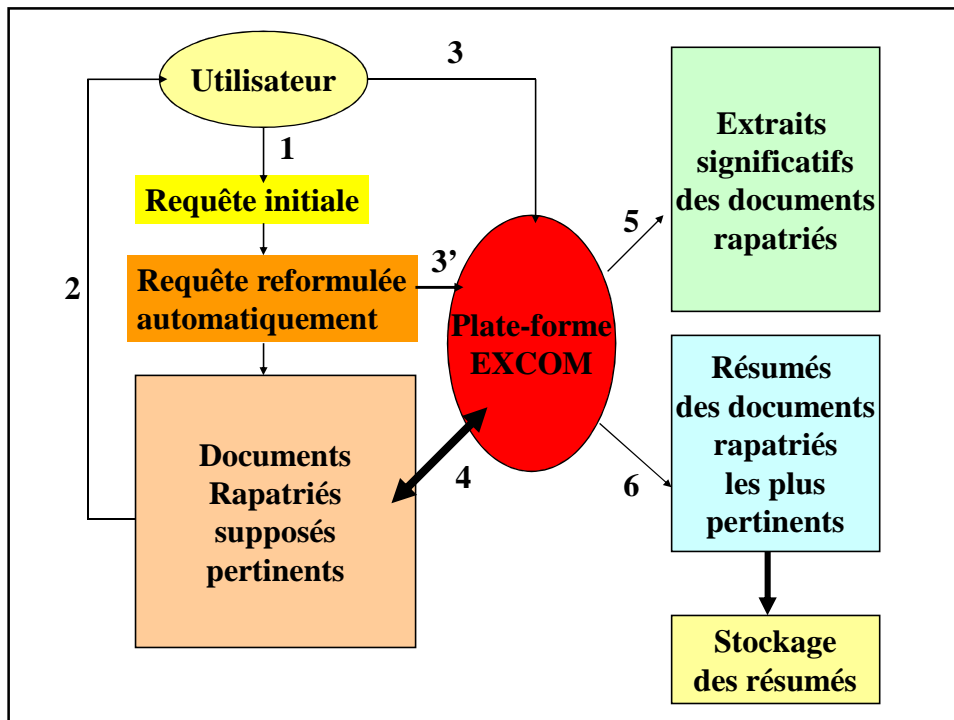 Utilisateur
3
1
Requête initiale
2
Requête reformulée
automatiquement
3’
Plate-forme
EXCOM
Documents
Rapatriés
supposés
pertinents
4
5
Extraits
significatifs
des documents
rapatriés
6
Résumés
des documents
rapatriés
les plus
pertinents
Stockage
des résumés